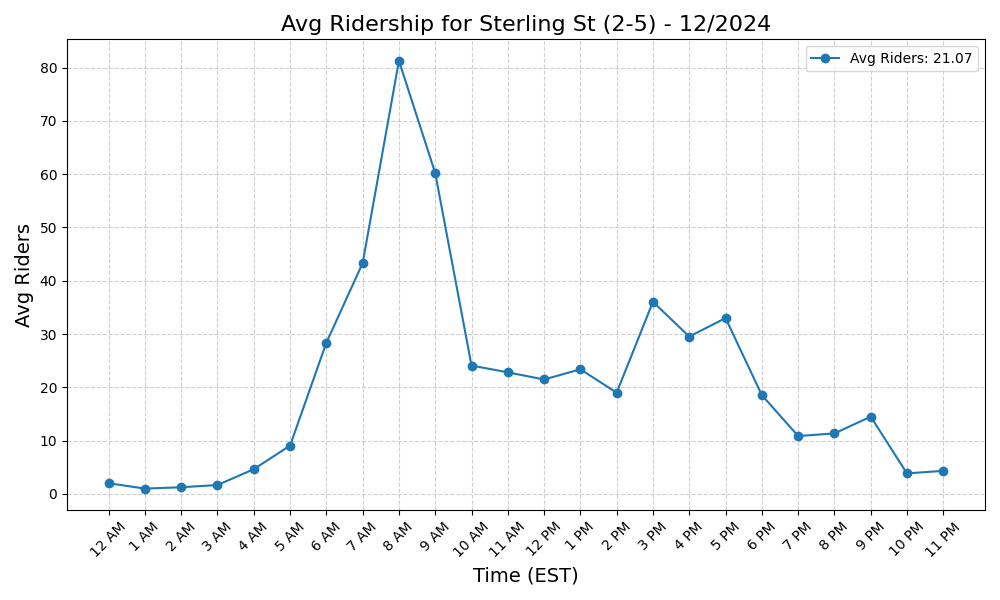 Avg Ridership for Sterling St (2-5) - 12/2024
Avg Riders: 21.07
Avg Riders
80
70
60
50
40
30
20
10
0
12 AM
1 AM
2 AM
3 AM
4 AM
5 AM
6 AM
7 AM
8 AM
9 AM
10 AM
11 AM
12 PM
1 PM
2 PM
3 PM
4 PM
5 PM
6 PM
7 PM
8 PM
9 PM
10 PM
11 PM
Time (EST)